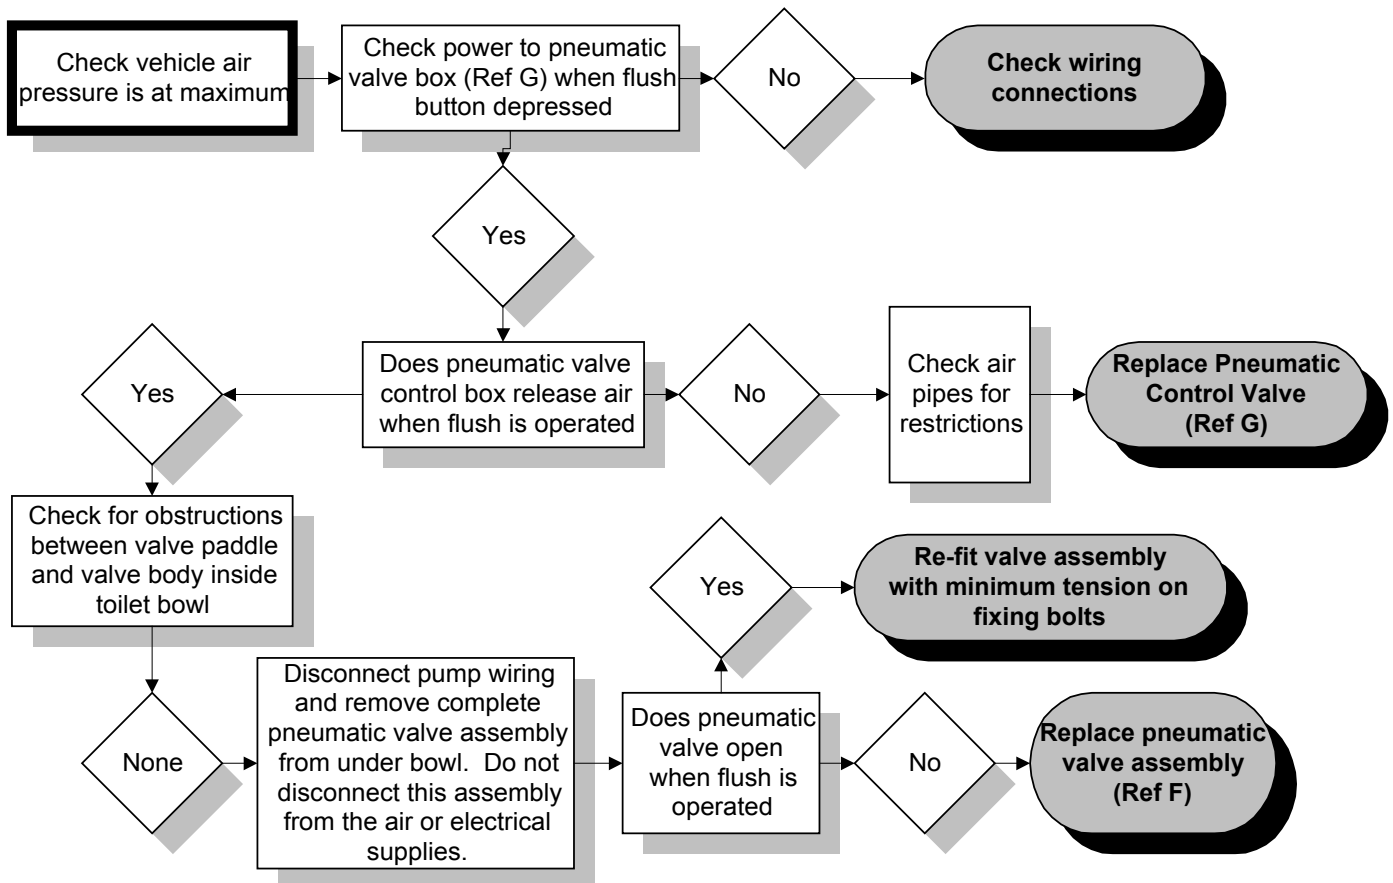 Check vehicle air
pressure is at maximum
Check power to pneumatic
valve box (Ref G) when flush
button depressed
No
Check wiring
connections
Yes
Yes
Does pneumatic valve
control box release air
when flush is operated
No
Check air
pipes for
restrictions
Replace Pneumatic
Control Valve
(Ref G)
Check for obstructions
between valve paddle
and valve body inside
toilet bowl
Yes
Re-fit valve assembly
with minimum tension on
fixing bolts
None
Disconnect pump wiring
and remove complete
pneumatic valve assembly
from under bowl.  Do not
disconnect this assembly
from the air or electrical
supplies.
Does pneumatic
valve open
when flush is
operated
No
Replace pneumatic
valve assembly
(Ref F)